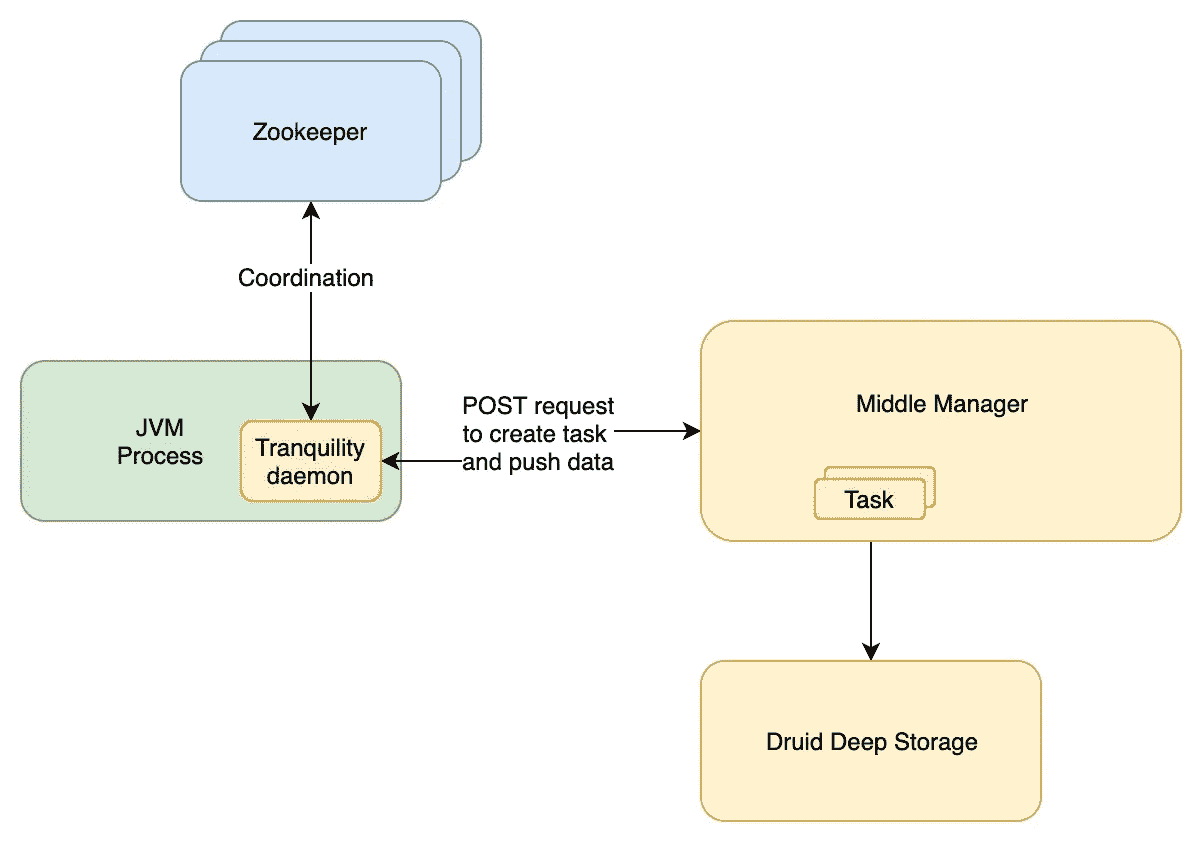 Zookeeper
Coordination
JVM
Process
Tranquility
daemon
POST request
to create task
and push data
Middle Manager
Task
Druid Deep Storage